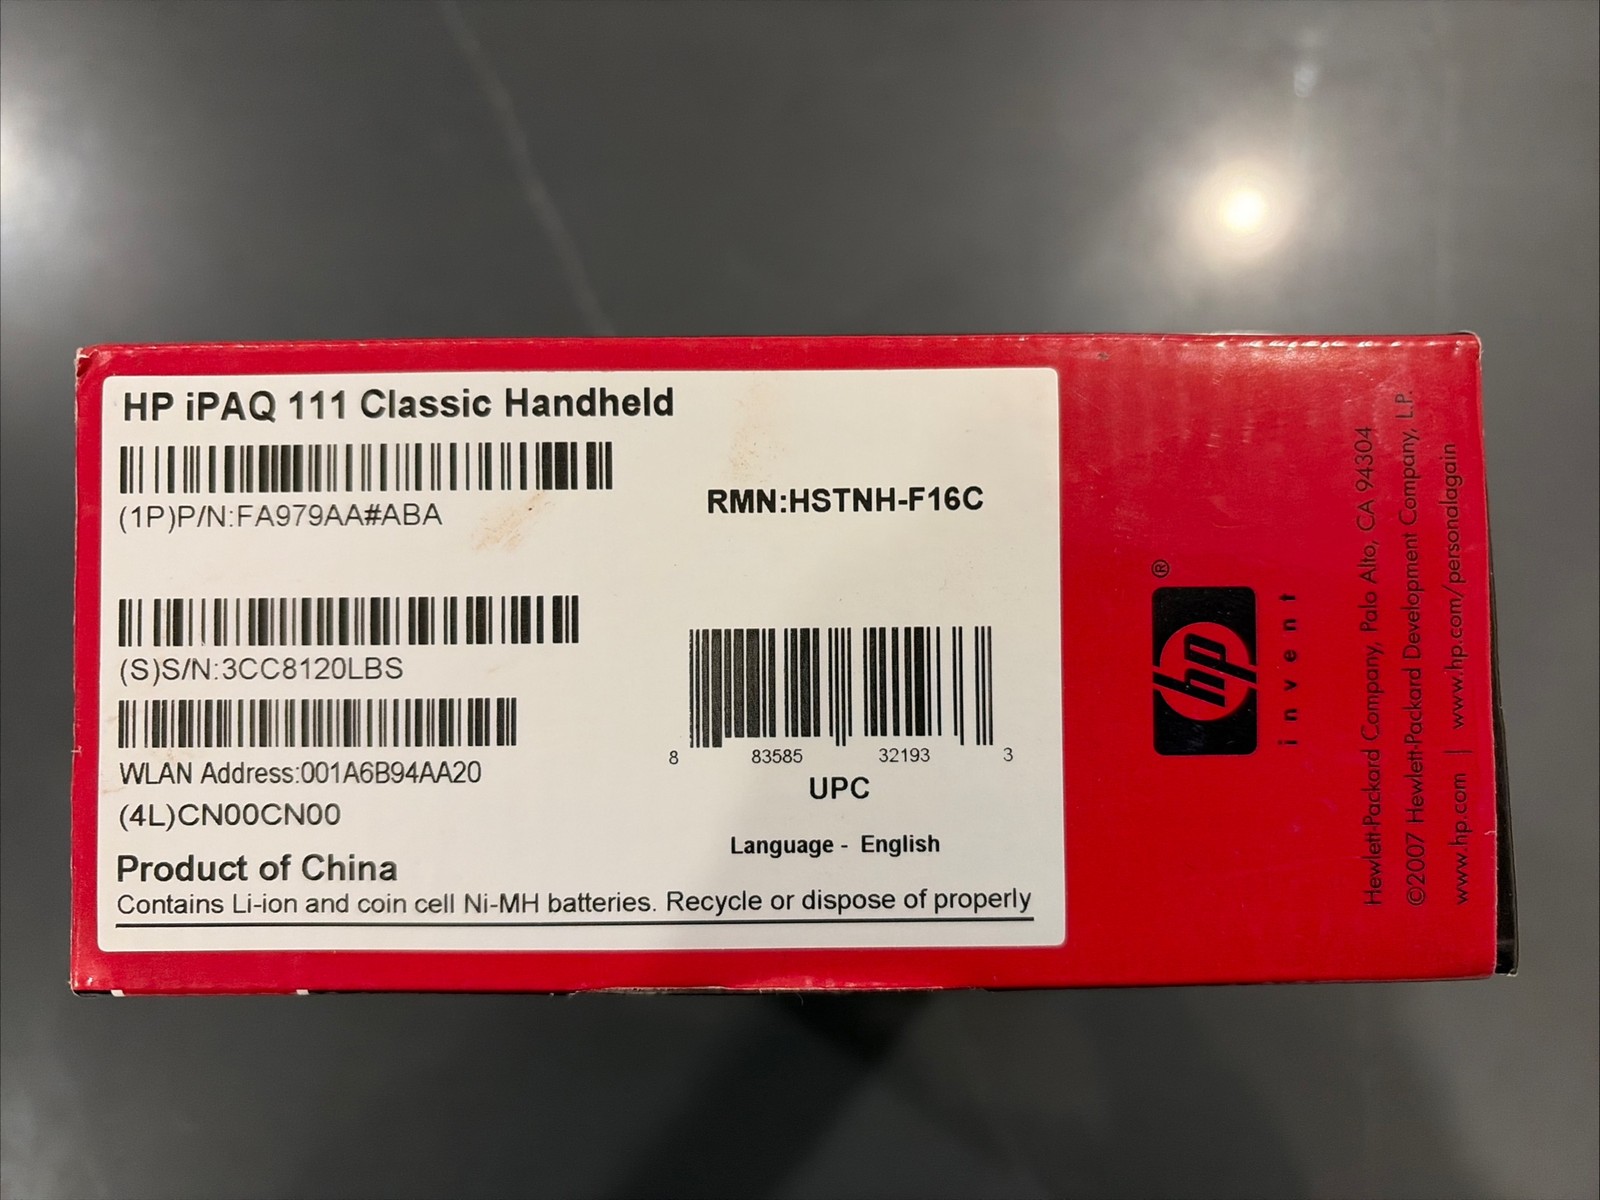 HP iPAQ 111 Classic Handheld
(1P)P/N:FA979AA#ABA
RMN:HSTNH-F16C
(S)S/N:3CC8120LBS
WLAN Address:001A6B94AA20
(4L)CN00CN00
8 83585 32193 3
UPC
Language - English
Product of China
Contains Li-ion and coin cell Ni-MH batteries. Recycle or dispose of properly
®
hp
invent
Hewlett-Packard Company, Palo Alto, CA 94304
©2007 Hewlett-Packard Development Company, L.P.
www.hp.com | www.hp.com/personalagain